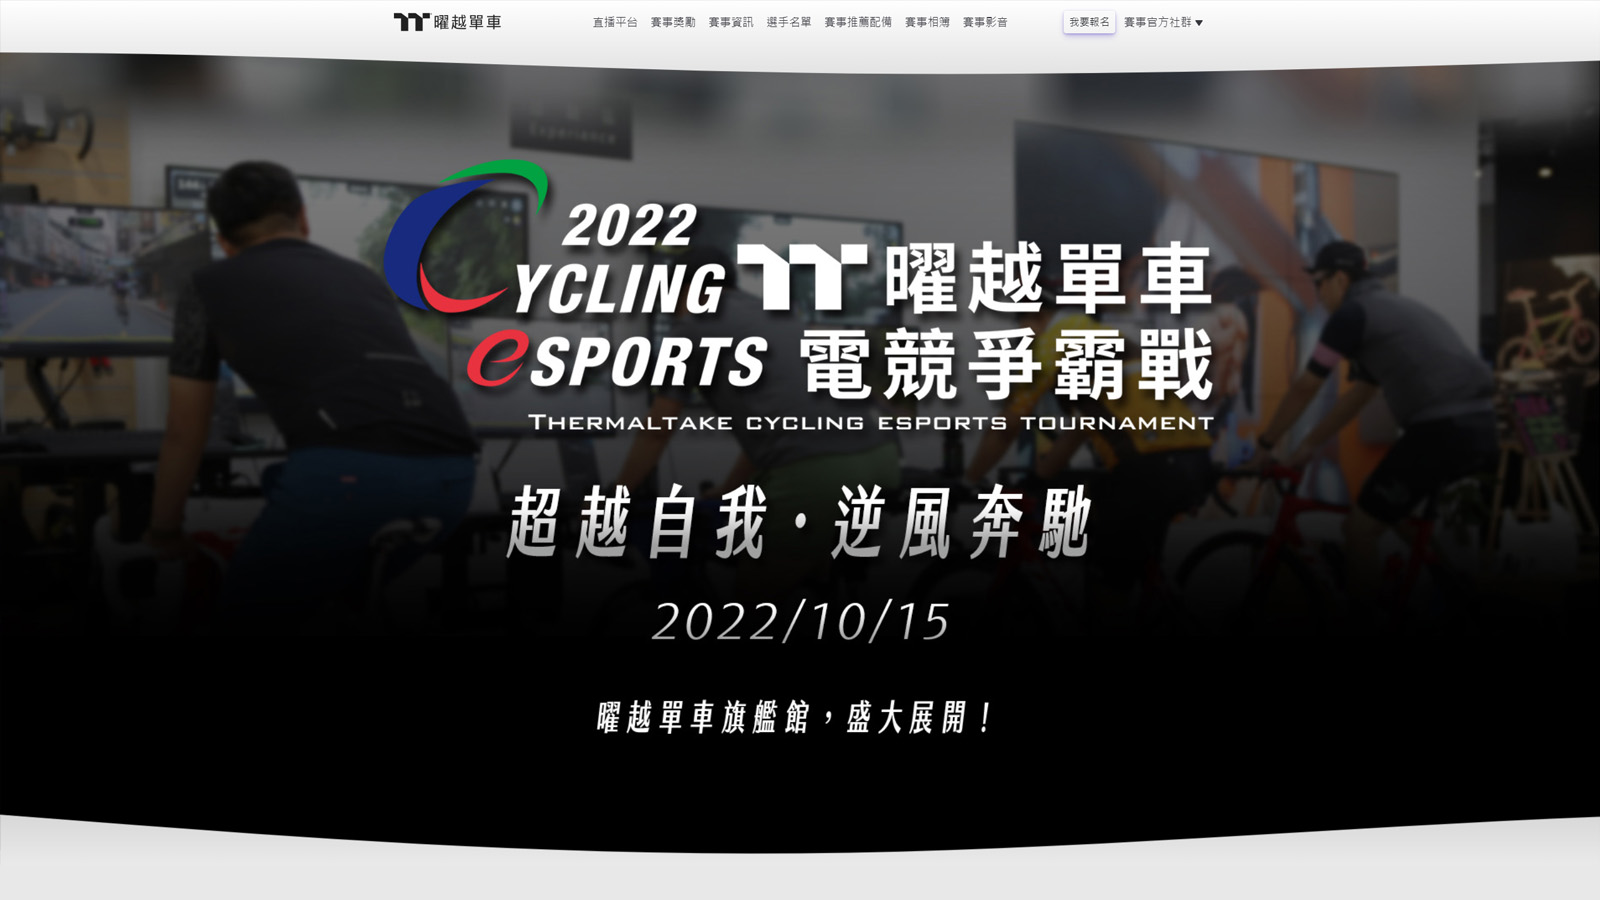 曜越單車
直播平台 賽事獎勵 賽事資訊 選手名單 賽事推薦配備 賽事相簿 賽事影音 我要報名 賽事官方社群
Experience
2022
CYCLING 曜越單車
eSPORTS 電競爭霸戰
THERMALTAKE CYCLING ESPORTS TOURNAMENT
超越自我·逆風奔馳
2022/10/15
曜越單車旗艦館，盛大展開！